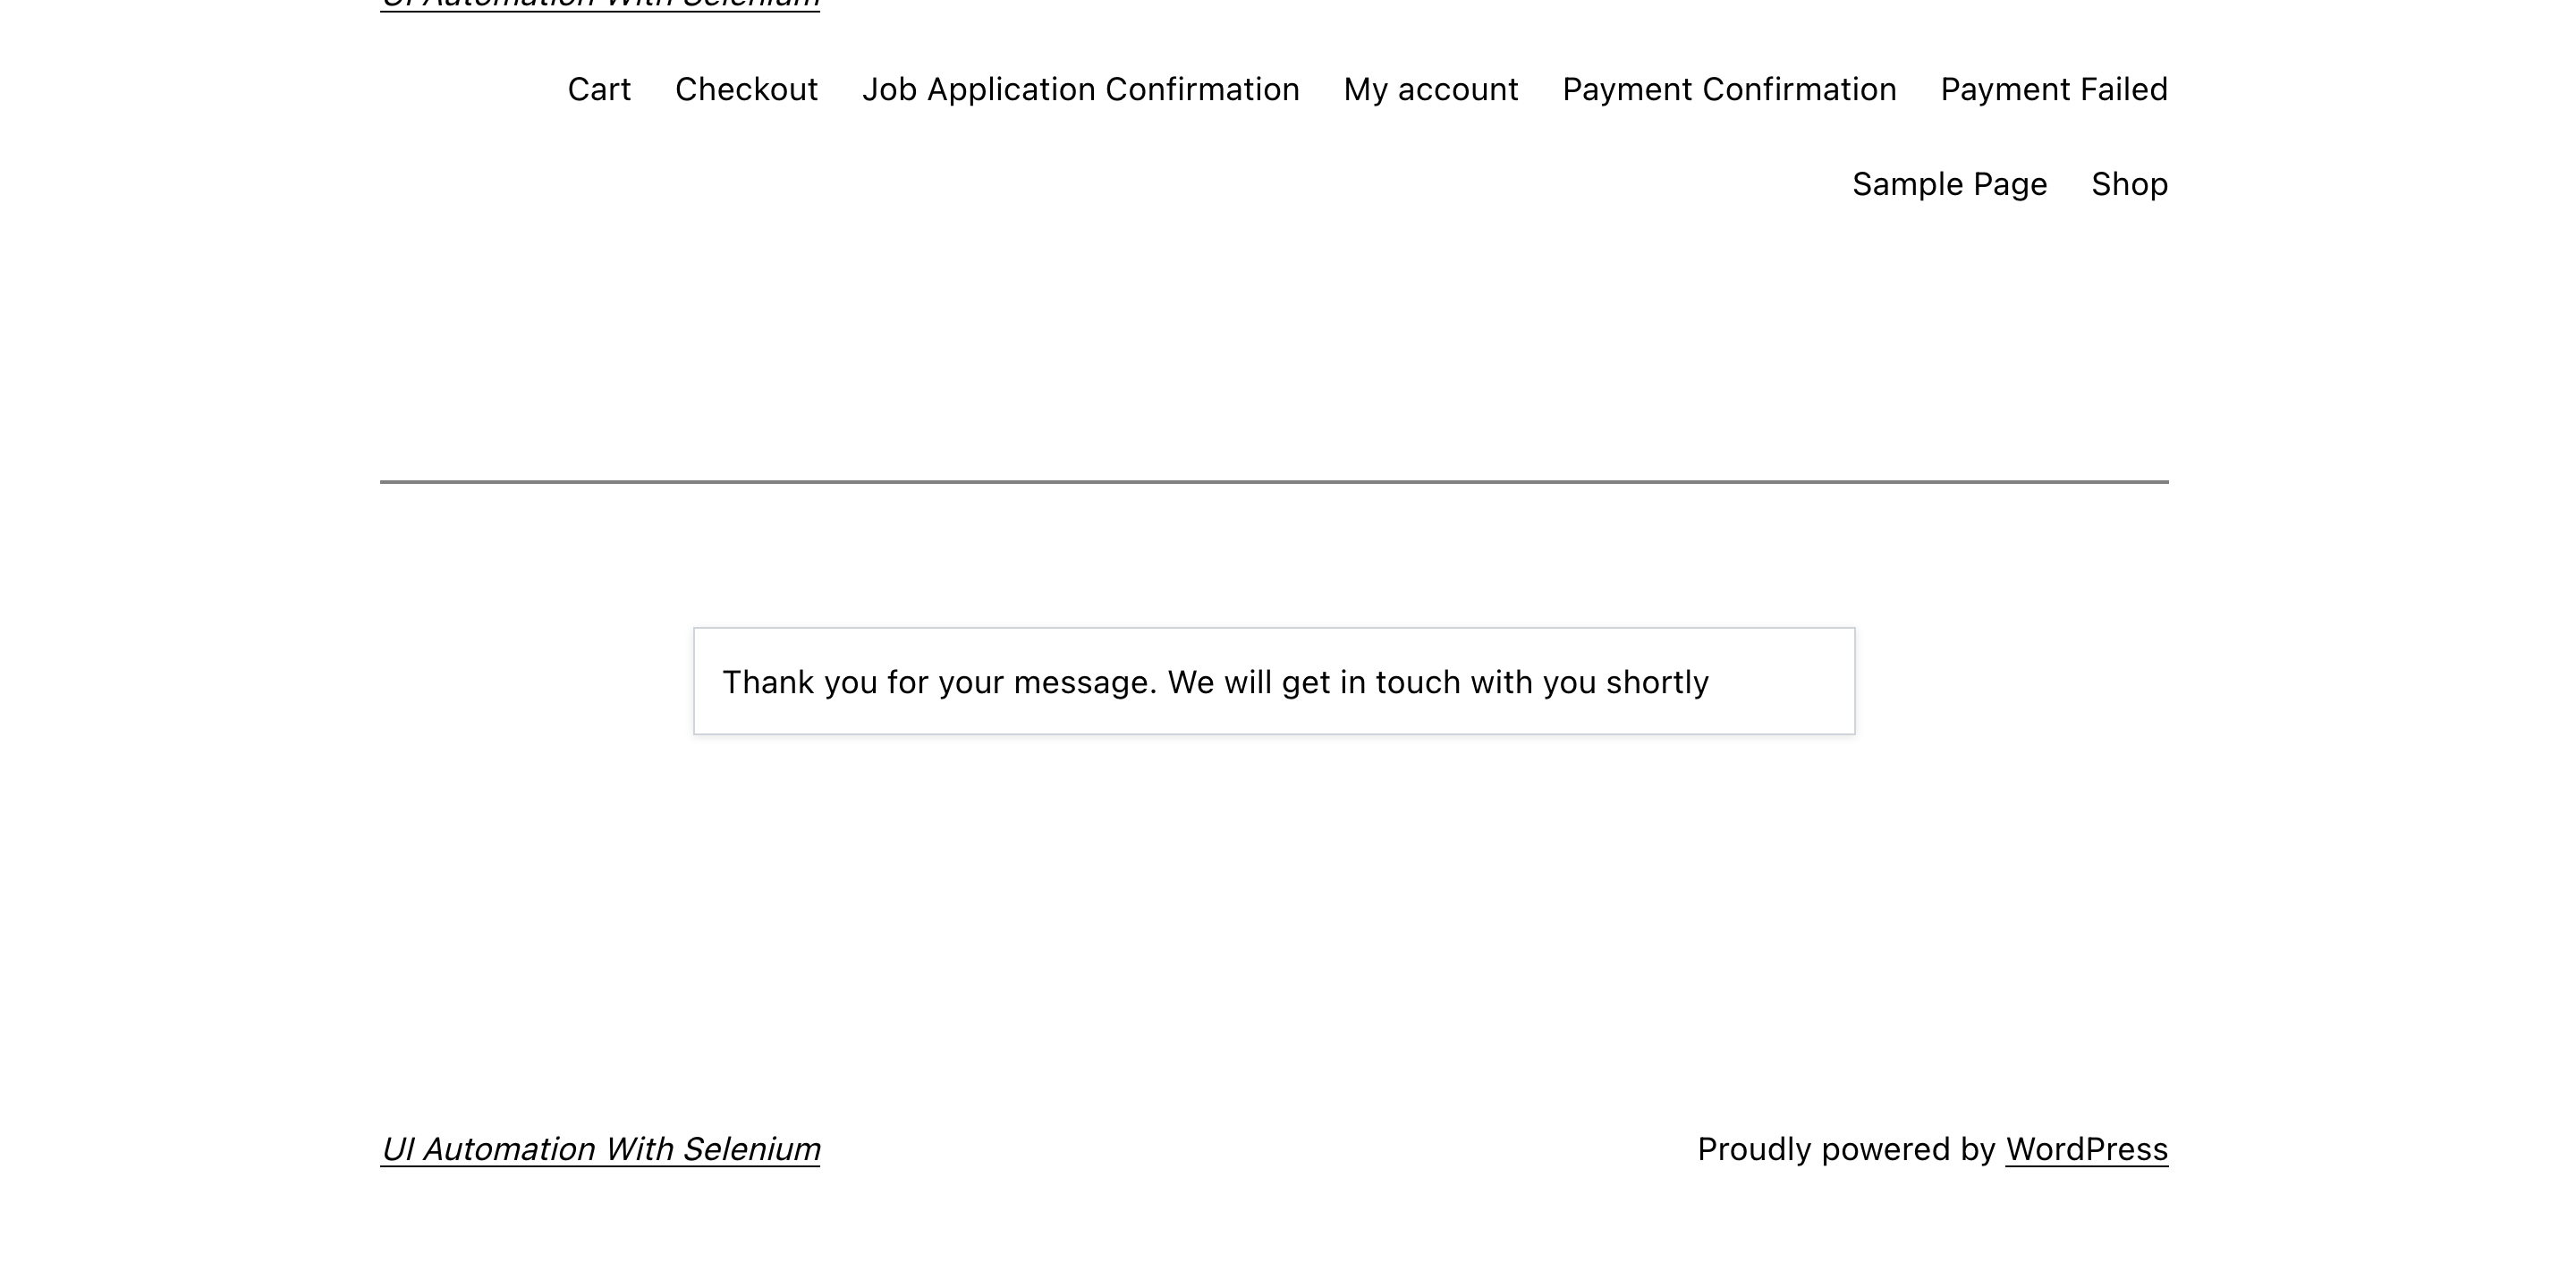 UI Automation With Selenium
Cart Checkout Job Application Confirmation My account Payment Confirmation Payment Failed
Sample Page Shop
Thank you for your message. We will get in touch with you shortly
UI Automation With Selenium
Proudly powered by WordPress